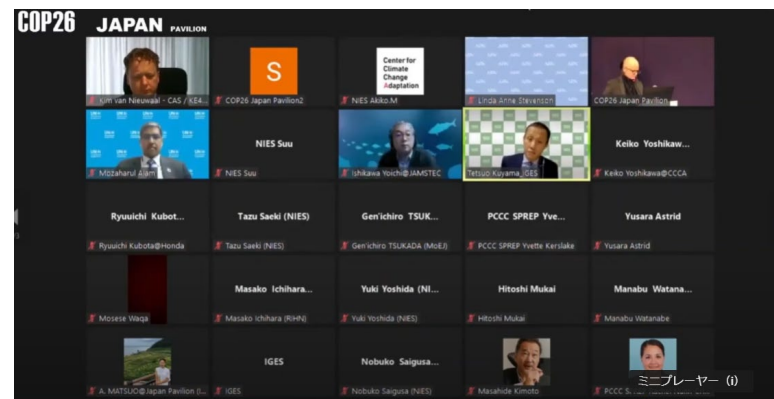 COP26 JAPAN PAVILION
Kim van Nieuwaal - CAS / KE4...
S
COP26 Japan Pavilion2
Center for
Climate
Change
Adaptation
NIES Akiko.M
Linda Anne Stevenson
COP26 Japan Pavilion
Mozaharul Alam
NIES Suu
NIES Suu
Ishikawa Yoichi@JAMSTEC
Tetsuo Kuyama_IGES
Keiko Yoshikaw...
Keiko Yoshikawa@CCCA
Ryuuichi Kubot...
Ryuuichi Kubota@Honda
Tazu Saeki (NIES)
Tazu Saeki (NIES)
Gen'ichiro TSUK...
Gen'ichiro TSUKADA (MoEJ)
PCCC SPREP Yve...
PCCC SPREP Yvette Kerslake
Yusara Astrid
Yusara Astrid
Mosese Waqa
Masako Ichihara...
Masako Ichihara (RIHN)
Yuki Yoshida (NI...
Yuki Yoshida (NIES)
Hitoshi Mukai
Hitoshi Mukai
Manabu Watana...
Manabu Watanabe
A. MATSUO@Japan Pavilion (I...
IGES
IGES
Nobuko Saigusa...
Nobuko Saigusa (NIES)
Masahide Kimoto
PCCC
ミニプレーヤー (i)